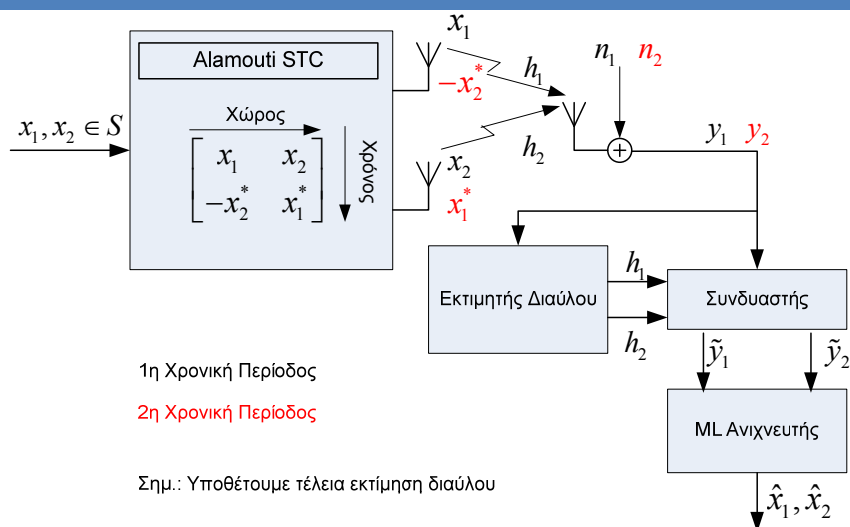 Alamouti STC
x₁, x₂ ∈ S
Χώρος
Χρόνος
[ x₁ x₂
−x₂* x₁* ]
x₁
−x₂*
x₂
x₁*
h₁
h₂
n₁ n₂
+
y₁ y₂
Εκτιμητής Διαύλου
h₁
h₂
Συνδυαστής
ỹ₁ ỹ₂
ML Ανιχνευτής
x̂₁, x̂₂
1η Χρονική Περίοδος
2η Χρονική Περίοδος
Σημ.: Υποθέτουμε τέλεια εκτίμηση διαύλου